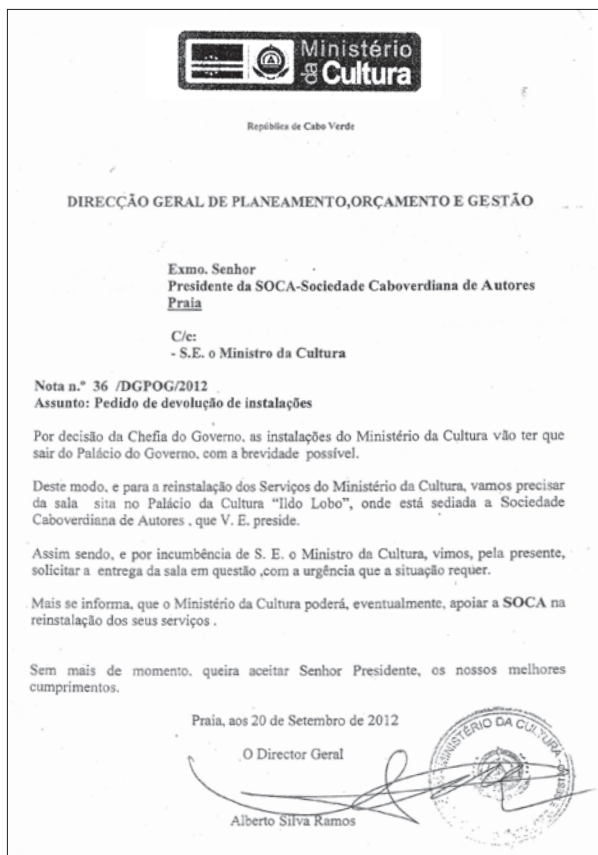 Ministério
da Cultura
República de Cabo Verde
DIRECÇÃO GERAL DE PLANEAMENTO,ORÇAMENTO E GESTÃO
Exmo. Senhor
Presidente da SOCA-Sociedade Caboverdiana de Autores
Praia
C/c:
- S.E. o Ministro da Cultura
Nota n.º 36 /DGPOG/2012
Assunto: Pedido de devolução de instalações
Por decisão da Chefia do Governo, as instalações do Ministério da Cultura vão ter que
sair do Palácio do Governo, com a brevidade possível.
Deste modo, e para a reinstalação dos Serviços do Ministério da Cultura, vamos precisar
da sala sita no Palácio da Cultura “Ildo Lobo”, onde está sediada a Sociedade
Caboverdiana de Autores , que V. E. preside.
Assim sendo, e por incumbência de S. E. o Ministro da Cultura, vimos, pela presente,
solicitar a entrega da sala em questão ,com a urgência que a situação requer.
Mais se informa, que o Ministério da Cultura poderá, eventualmente, apoiar a SOCA na
reinstalação dos seus serviços .
Sem mais de momento, queira aceitar Senhor Presidente, os nossos melhores
cumprimentos.
Praia, aos 20 de Setembro de 2012
O Director Geral
MINISTÉRIO DA CULTURA
Alberto Silva Ramos